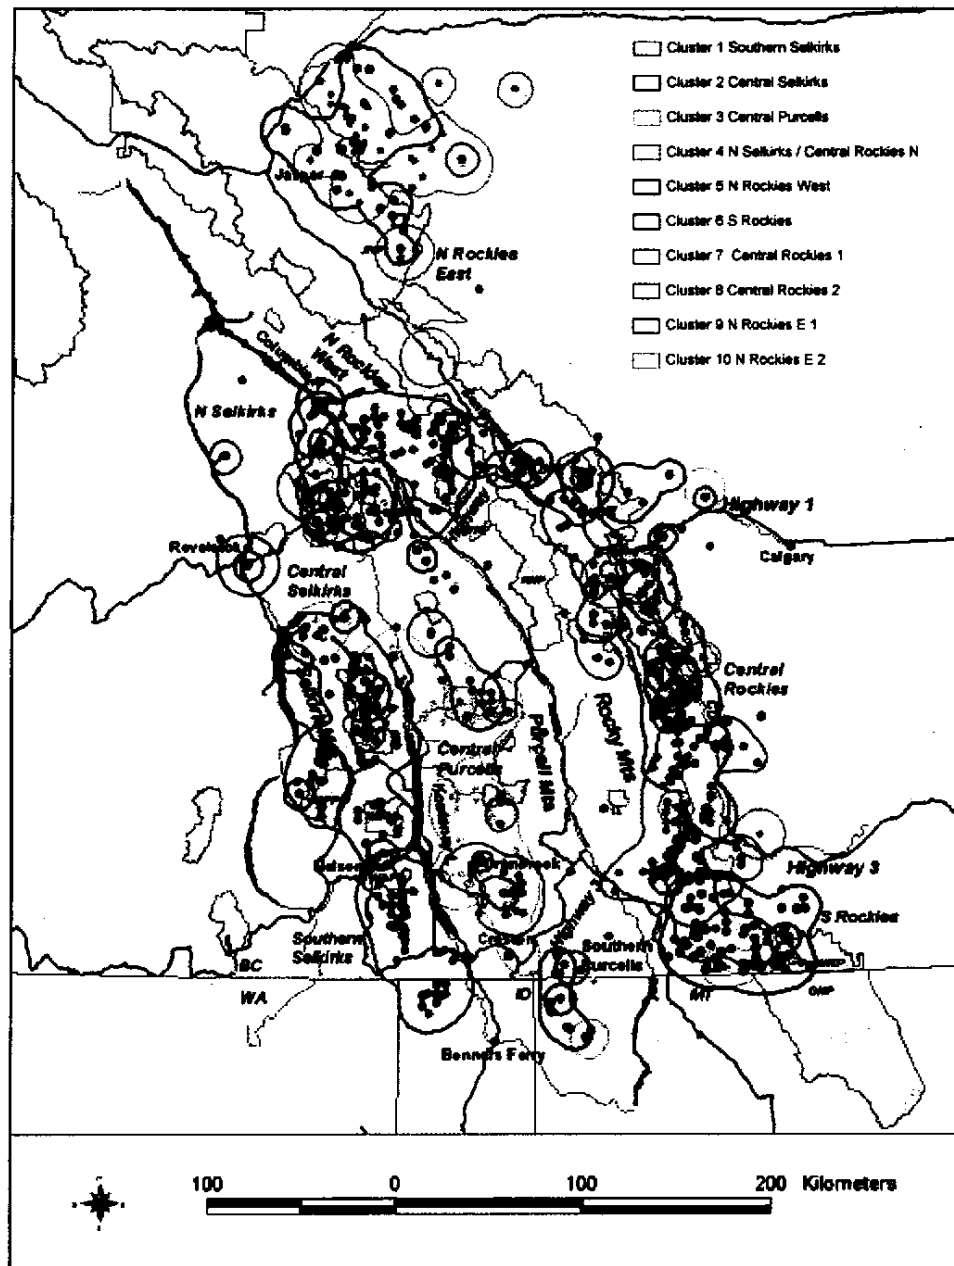 Cluster 1 Southern Selkirks
Cluster 2 Central Selkirks
Cluster 3 Central Purcells
Cluster 4 N Selkirks / Central Rockies N
Cluster 5 N Rockies West
Cluster 6 S Rockies
Cluster 7 Central Rockies 1
Cluster 8 Central Rockies 2
Cluster 9 N Rockies E 1
Cluster 10 N Rockies E 2
Jasper
N Rockies
East
Columbia
N Rockies
West
N Selkirks
Highway 1
Calgary
Revelstoke
Central
Selkirks
Central
Rockies
Rocky Mts
Purcell Mts
Central
Purcells
Nelson
Cranbrook
Highway 3
S Rockies
Southern
Selkirks
Creston
Southern
Purcells
BC
WA
ID
MT
GNP
Bonners Ferry
100
0
100
200
Kilometers